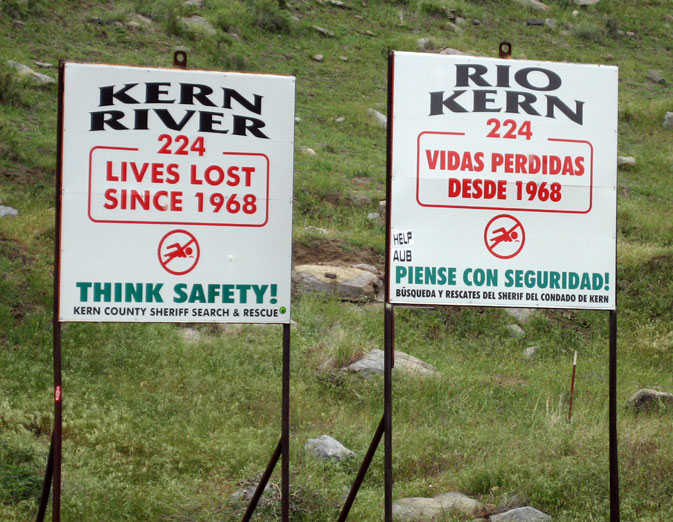 KERN
RIVER
224
LIVES LOST
SINCE 1968
THINK SAFETY!
KERN COUNTY SHERIFF SEARCH & RESCUE
RIO
KERN
224
VIDAS PERDIDAS
DESDE 1968
HELP
AUB
PIENSE CON SEGURIDAD!
BÚSQUEDA Y RESCATES DEL SHERIF DEL CONDADO DE KERN